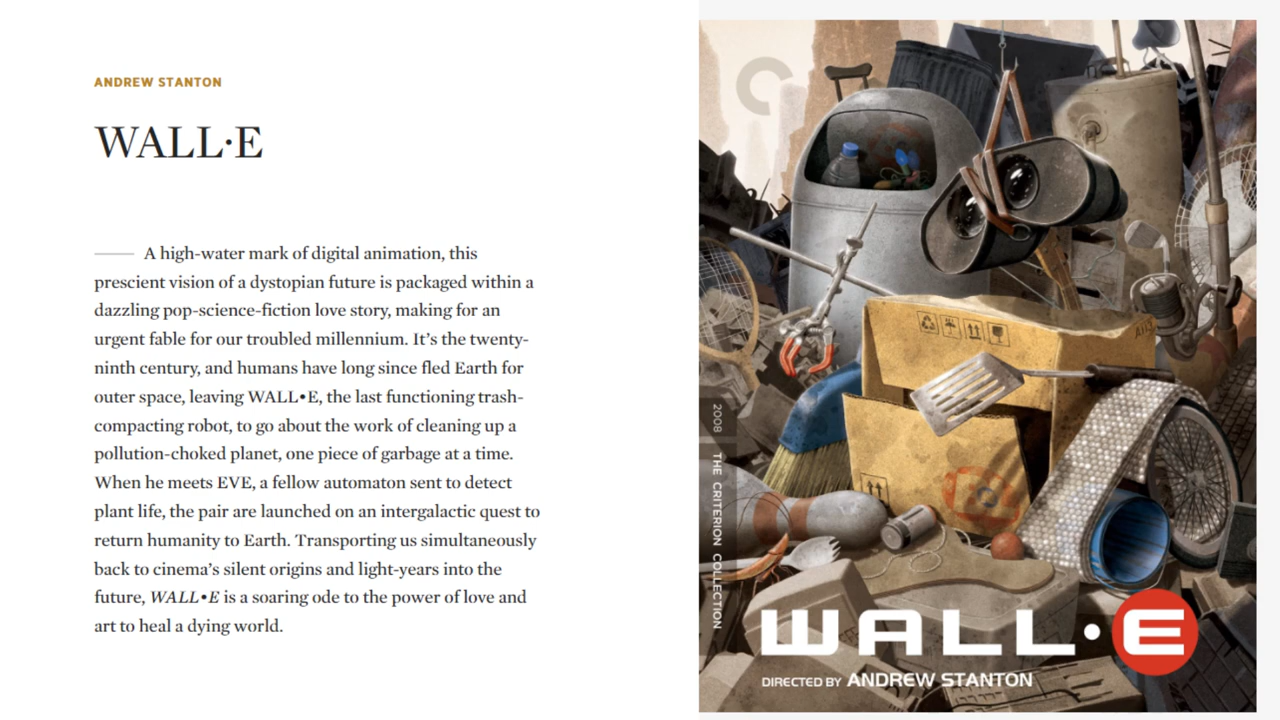 ANDREW STANTON
WALL·E
A high-water mark of digital animation, this
prescient vision of a dystopian future is packaged within a
dazzling pop-science-fiction love story, making for an
urgent fable for our troubled millennium. It’s the twenty-
ninth century, and humans have long since fled Earth for
outer space, leaving WALL•E, the last functioning trash-
compacting robot, to go about the work of cleaning up a
pollution-choked planet, one piece of garbage at a time.
When he meets EVE, a fellow automaton sent to detect
plant life, the pair are launched on an intergalactic quest to
return humanity to Earth. Transporting us simultaneously
back to cinema’s silent origins and light-years into the
future, WALL•E is a soaring ode to the power of love and
art to heal a dying world.
2008 THE CRITERION COLLECTION
WALL•E
DIRECTED BY ANDREW STANTON